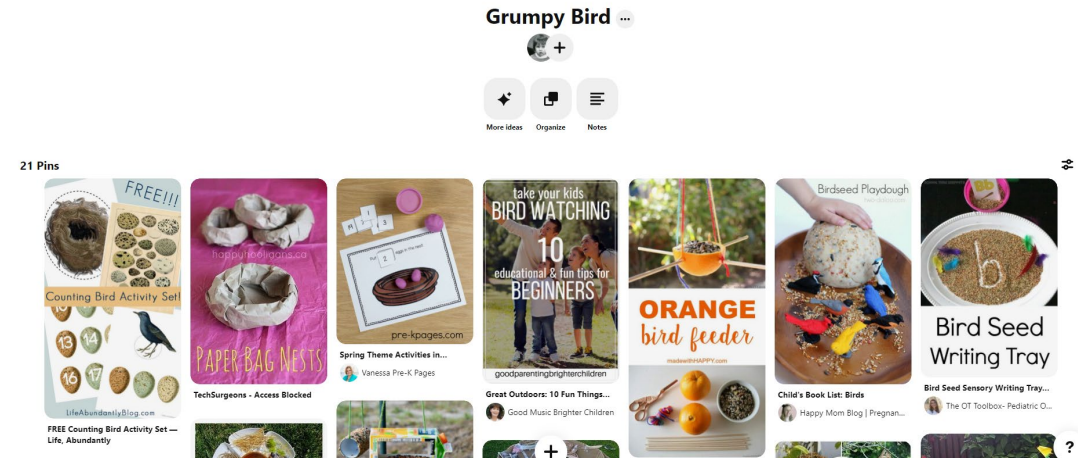 Grumpy Bird
More ideas
Organize
Notes
21 Pins
FREE!!!
Counting Bird Activity Set!
13
14
16
17
LifeAbundantlyBlog.com
FREE Counting Bird Activity Set —
Life, Abundantly
happyhooligans.ca
PAPER BAG NESTS
TechSurgeons - Access Blocked
2
pre-kpages.com
Spring Theme Activities in...
Vanessa Pre-K Pages
take your kids
BIRD WATCHING
10
educational & fun tips for
BEGINNERS
goodparentingbrighterchildren
Great Outdoors: 10 Fun Things...
Good Music Brighter Children
ORANGE
bird feeder
madewithHAPPY.com
Birdseed Playdough
Child's Book List: Birds
Happy Mom Blog | Pregnan...
b
Bird Seed
Writing Tray
Bird Seed Sensory Writing Tray...
The OT Toolbox- Pediatric O...
?